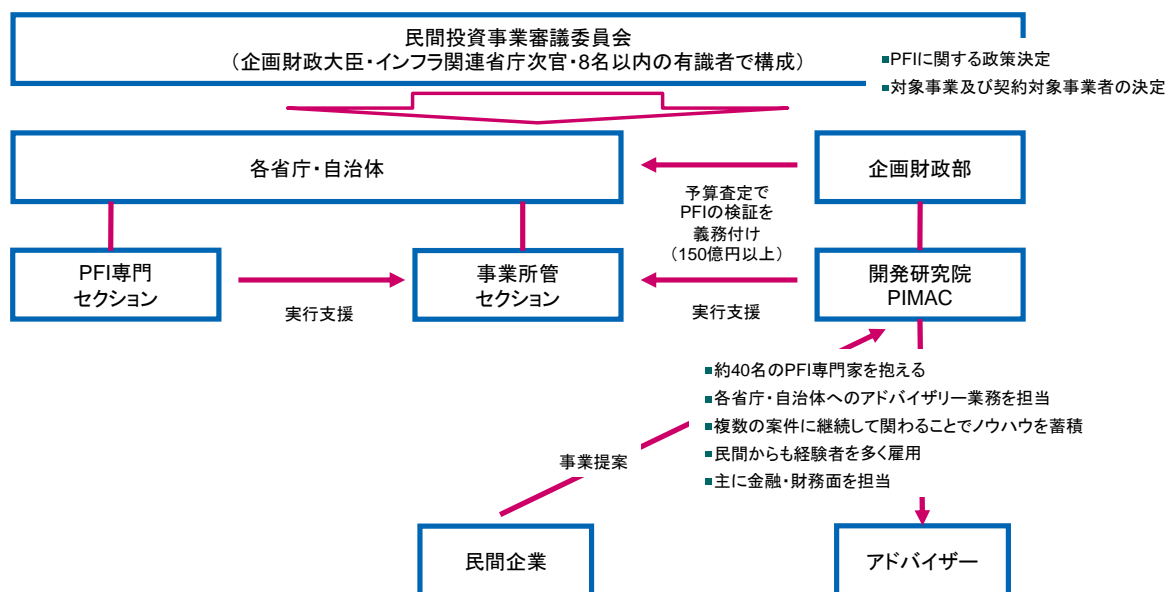 民間投資事業審議委員会
（企画財政大臣・インフラ関連省庁次官・8名以内の有識者で構成）
■PFIに関する政策決定
■対象事業及び契約対象事業者の決定
各省庁・自治体
企画財政部
予算査定で
PFIの検証を
義務付け
（150億円以上）
PFI専門
セクション
実行支援
事業所管
セクション
実行支援
開発研究院
PIMAC
■約40名のPFI専門家を抱える
■各省庁・自治体へのアドバイザリー業務を担当
■複数の案件に継続して関わることでノウハウを蓄積
■民間からも経験者を多く雇用
■主に金融・財務面を担当
事業提案
民間企業
アドバイザー